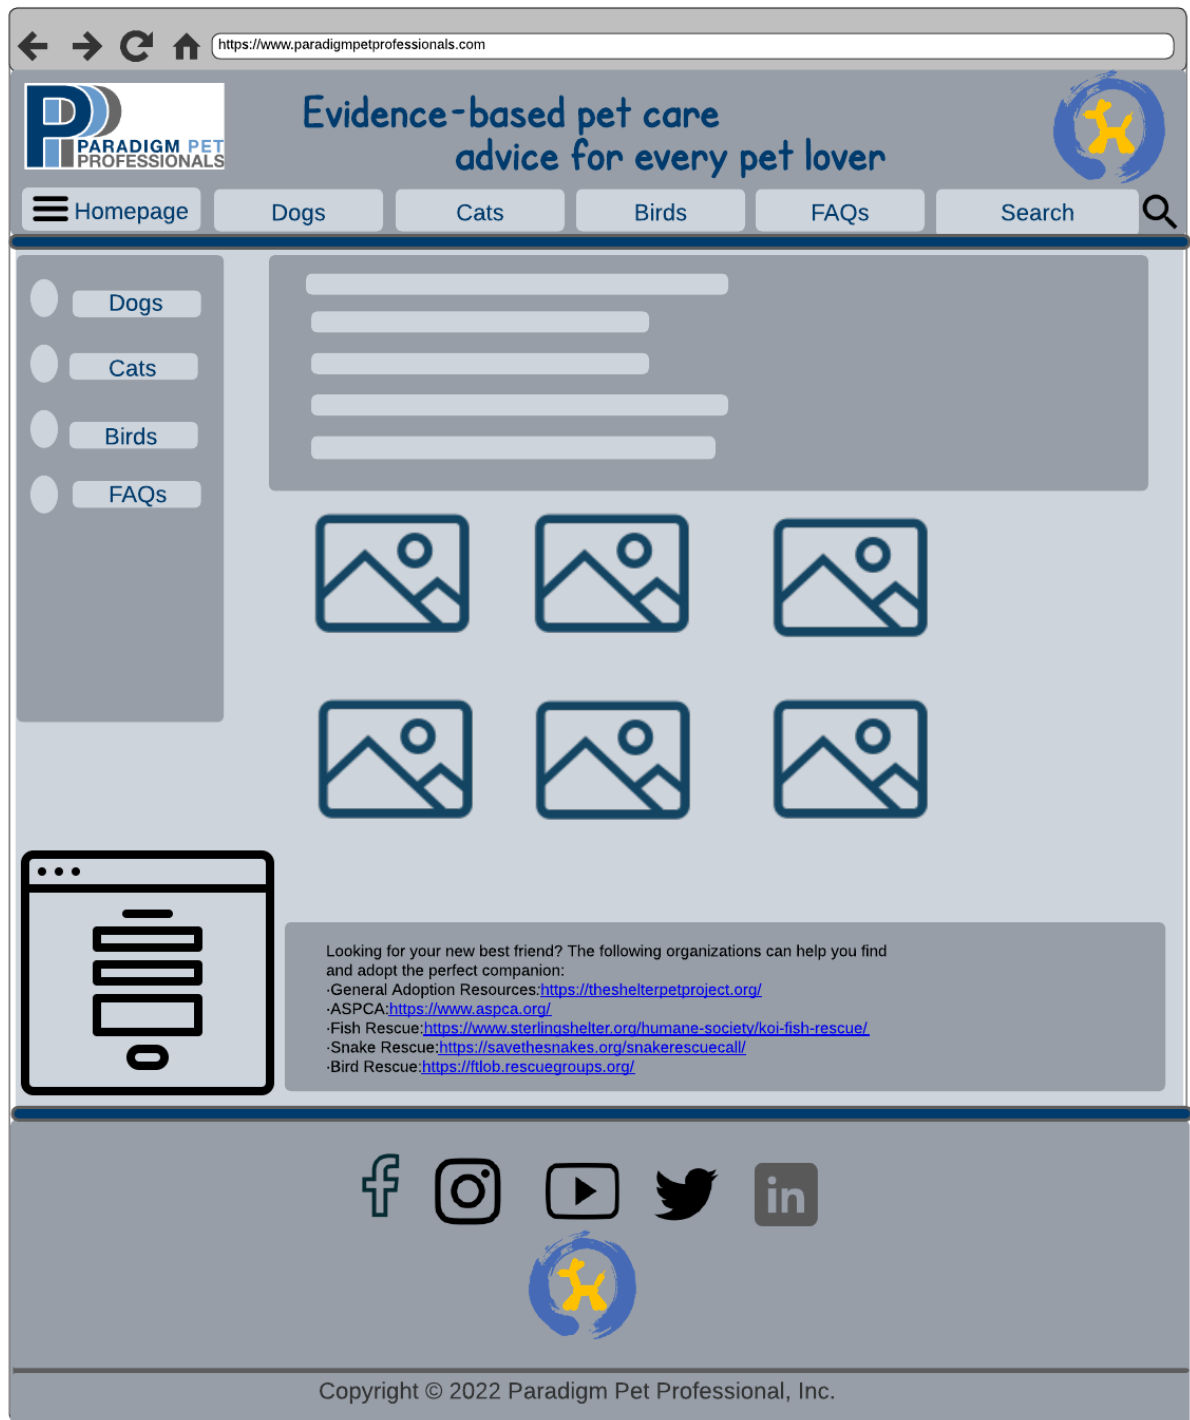 https://www.paradigmpetprofessionals.com
PARADIGM PET
PROFESSIONALS
Evidence-based pet care
advice for every pet lover
Homepage
Dogs
Cats
Birds
FAQs
Search
Dogs
Cats
Birds
FAQs
Looking for your new best friend? The following organizations can help you find
and adopt the perfect companion:
·General Adoption Resources:https://theshelterpetproject.org/
·ASPCA:https://www.aspca.org/
·Fish Rescue:https://www.sterlingshelter.org/humane-society/koi-fish-rescue/
·Snake Rescue:https://savethesnakes.org/snakerescuecall/
·Bird Rescue:https://ftlob.rescuegroups.org/
in
Copyright © 2022 Paradigm Pet Professional, Inc.